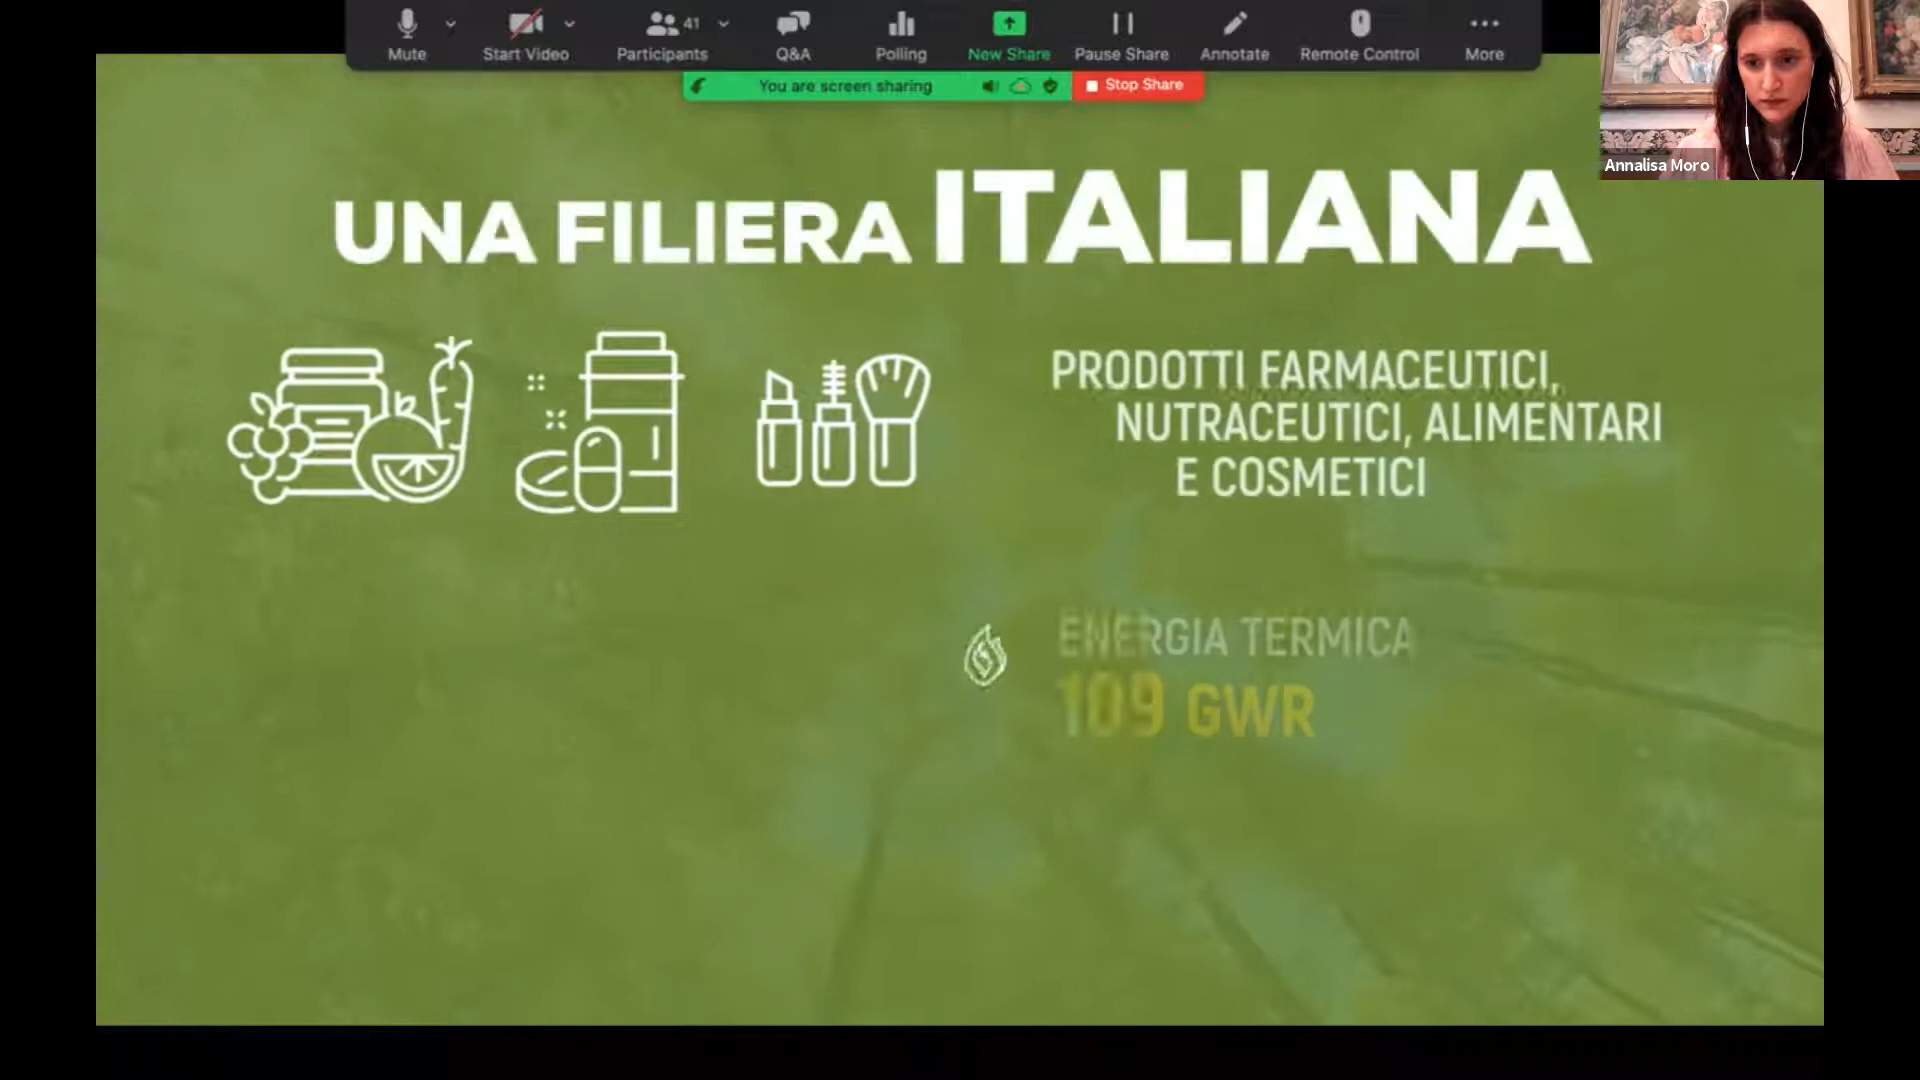 Mute
Start Video
Participants
41
Q&A
Polling
New Share
Pause Share
Annotate
Remote Control
More
You are screen sharing
Stop Share
Annalisa Moro
UNA FILIERA ITALIANA
PRODOTTI FARMACEUTICI,
NUTRACEUTICI, ALIMENTARI
E COSMETICI
ENERGIA TERMICA
109 GWR